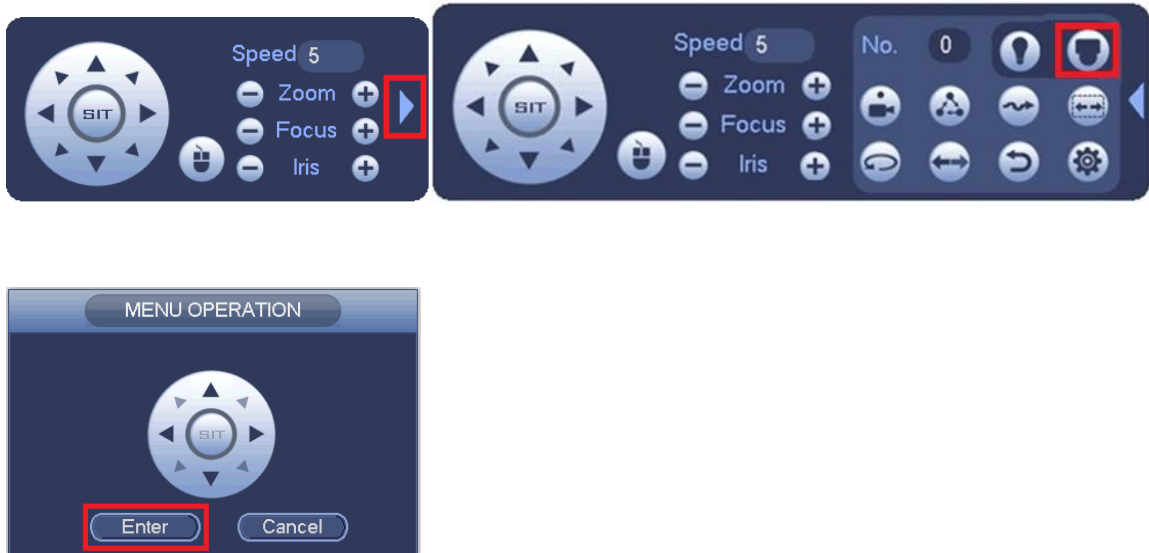 Speed 5
SIT
Zoom
Focus
Iris
Speed 5
No. 0
SIT
Zoom
Focus
Iris
MENU OPERATION
SIT
Enter Cancel